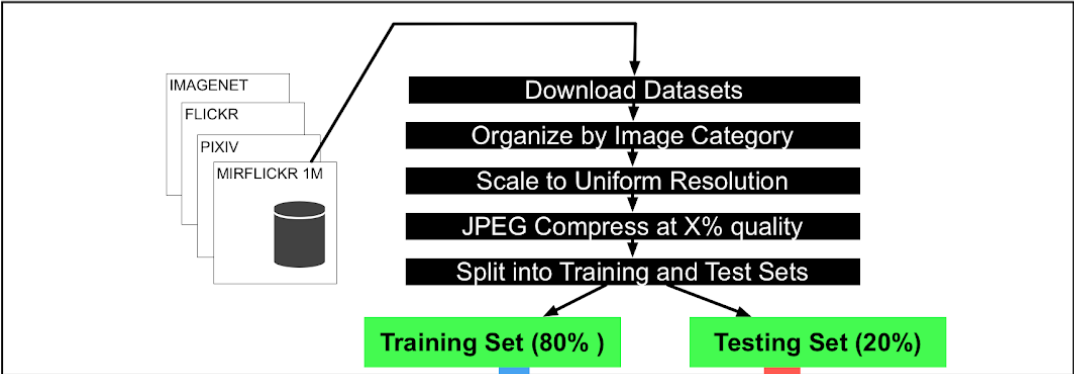 IMAGENET
FLICKR
PIXIV
MIRFLICKR 1M
Download Datasets
Organize by Image Category
Scale to Uniform Resolution
JPEG Compress at X% quality
Split into Training and Test Sets
Training Set (80% )
Testing Set (20%)